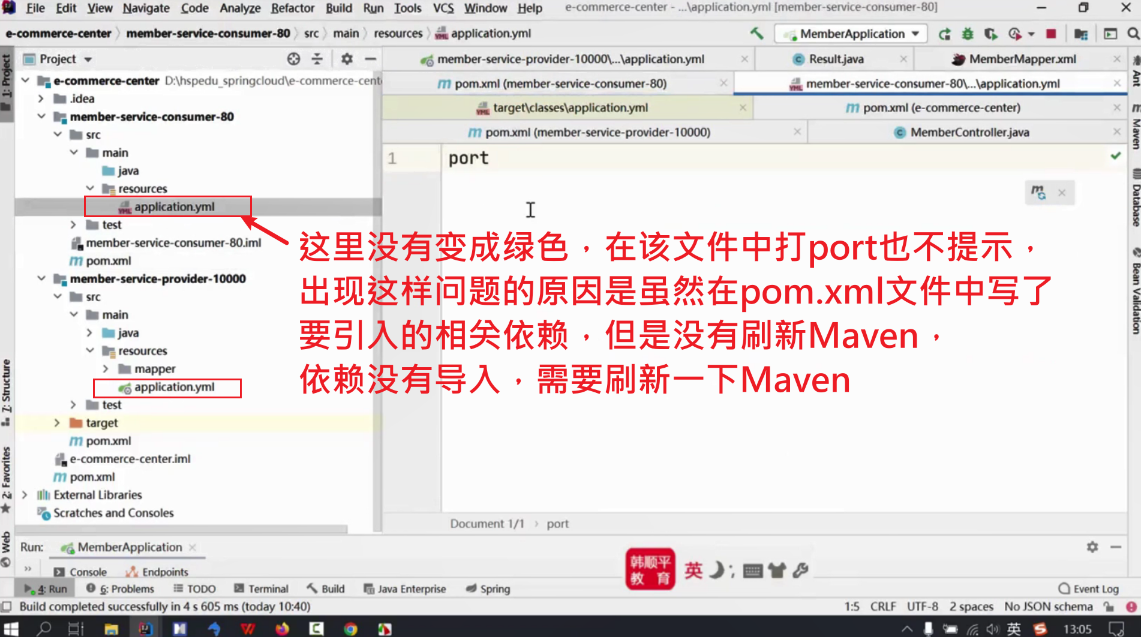 File Edit View Navigate Code Analyze Refactor Build Run Tools VCS Window Help e-commerce-center - ...\application.yml [member-service-consumer-80]
e-commerce-center member-service-consumer-80 src main resources application.yml MemberApplication
1: Project
Project
member-service-provider-10000\...\application.yml Result.java MemberMapper.xml
pom.xml (member-service-consumer-80) member-service-consumer-80\...\application.yml
target\classes\application.yml pom.xml (e-commerce-center)
pom.xml (member-service-provider-10000) MemberController.java
e-commerce-center D:\hspedu_springcloud\e-commerce-cent
.idea
member-service-consumer-80
src
main
java
resources
application.yml
test
member-service-consumer-80.iml
pom.xml
member-service-provider-10000
src
main
java
resources
mapper
application.yml
test
target
pom.xml
e-commerce-center.iml
pom.xml
External Libraries
Scratches and Consoles
1 port
这里没有变成绿色，在该文件中打port也不提示，
出现这样问题的原因是虽然在pom.xml文件中写了
要引入的相关依赖，但是没有刷新Maven，
依赖没有导入，需要刷新一下Maven
Ant
Maven
Database
Bean Validation
Z: Structure
2: Favorites
Web
Document 1/1 port
Run: MemberApplication
Console Endpoints
韩顺平
教育
英
4: Run 6: Problems TODO Terminal Build Java Enterprise Spring Event Log
Build completed successfully in 4 s 605 ms (today 10:40) 1:5 CRLF UTF-8 2 spaces No JSON schema
英 13:05